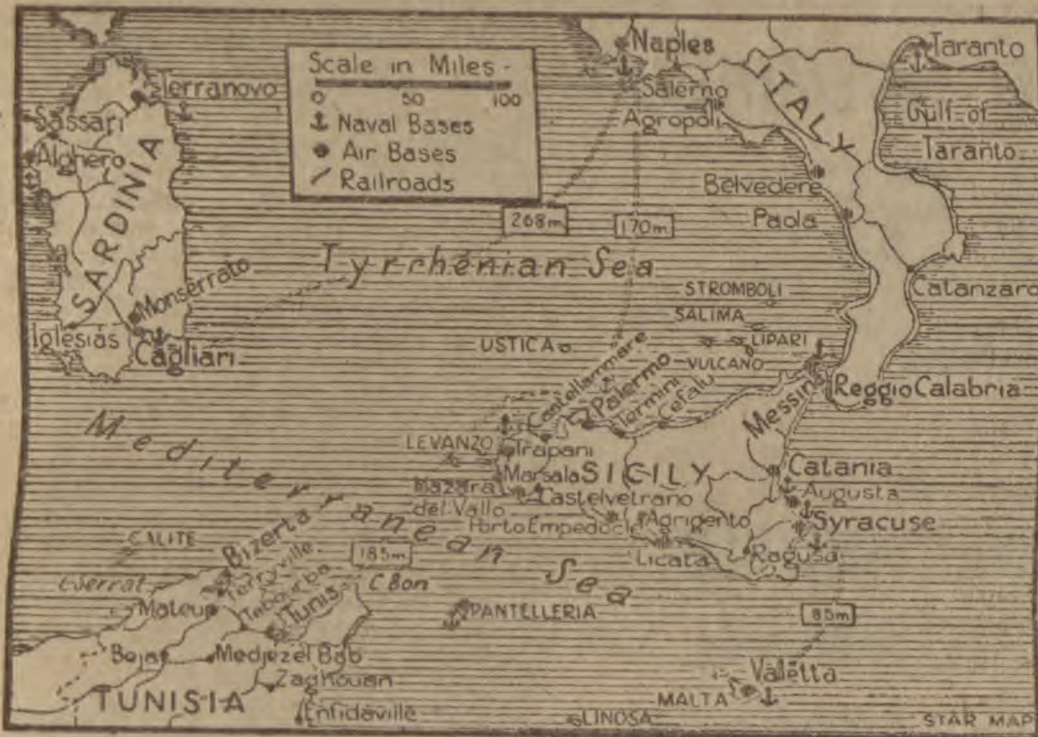 Naples
Taranto
Scale in Miles
0 50 100
Naval Bases
Air Bases
Railroads
Terranovo
Sassari
Alghero
SARDINIA
Monserrato
Iglesias
Cagliari
Salerno
Agropoli
ITALY
Gulf of
Taranto
Belvedere
Paola
268m.
170m.
Tyrrhenian Sea
Catanzaro
STROMBOLI
SALIMA
LIPARI
USTICA
VULCANO
Castellammare
Palermo
Termini
Cefalu
Messina
Reggio Calabria
Mediterranean Sea
LEVANZO
Trapani
Marsala
SICILY
Catania
Mazara
del Vallo
Castelvetrano
Augusta
Porto Empedocle
Agrigento
Syracuse
Licata
Ragusa
GALITE
Bizerta
185m.
C. Serrat
Ferryville
Tebourba
Tunis
C. Bon
Mateur
PANTELLERIA
85m.
Beja
Medjez el Bab
Valetta
TUNISIA
Zaghouan
MALTA
Enfidaville
LINOSA
STAR MAP